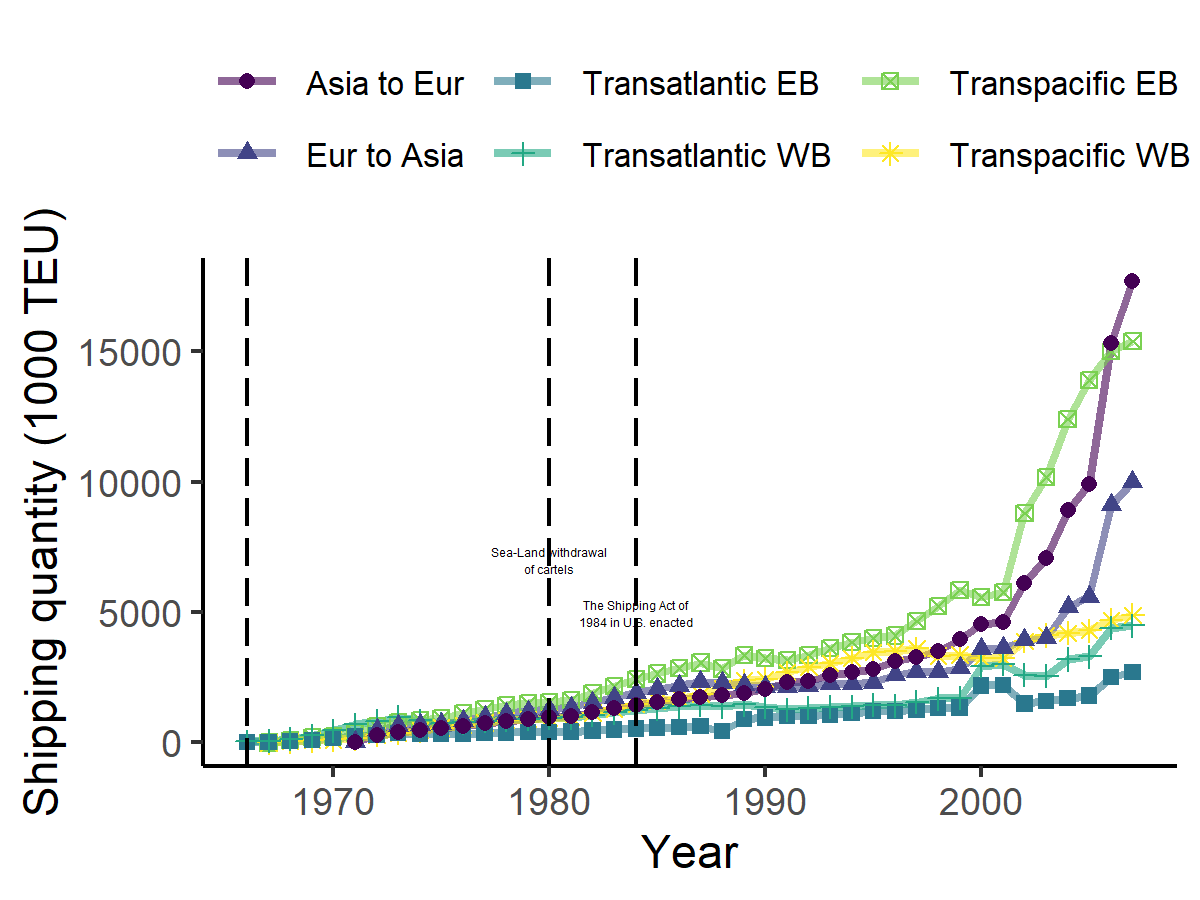 Asia to Eur
Transatlantic EB
Transpacific EB
Eur to Asia
Transatlantic WB
Transpacific WB
Shipping quantity (1000 TEU)
15000
10000
5000
0
Sea-Land withdrawal
of cartels
The Shipping Act of
1984 in U.S. enacted
1970
1980
1990
2000
Year